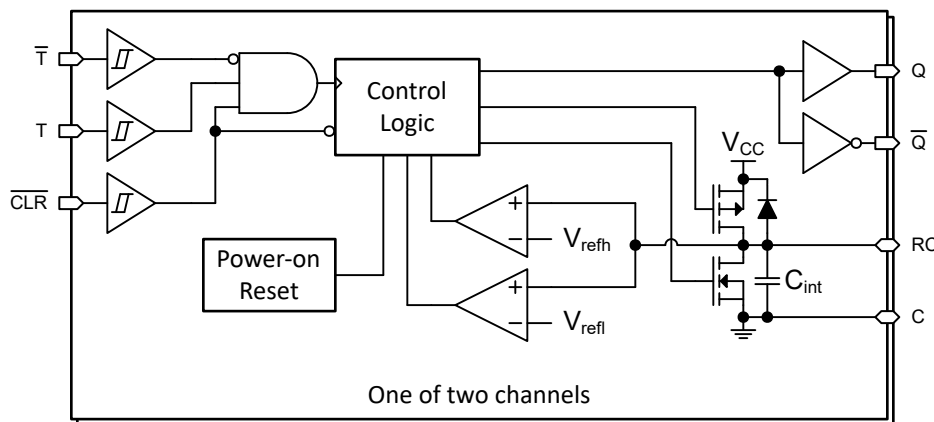 T̅
T
C̅L̅R̅
Control
Logic
Power-on
Reset
+
−
V_refh
+
−
V_refl
V_CC
C_int
Q
Q̅
RC
C
One of two channels